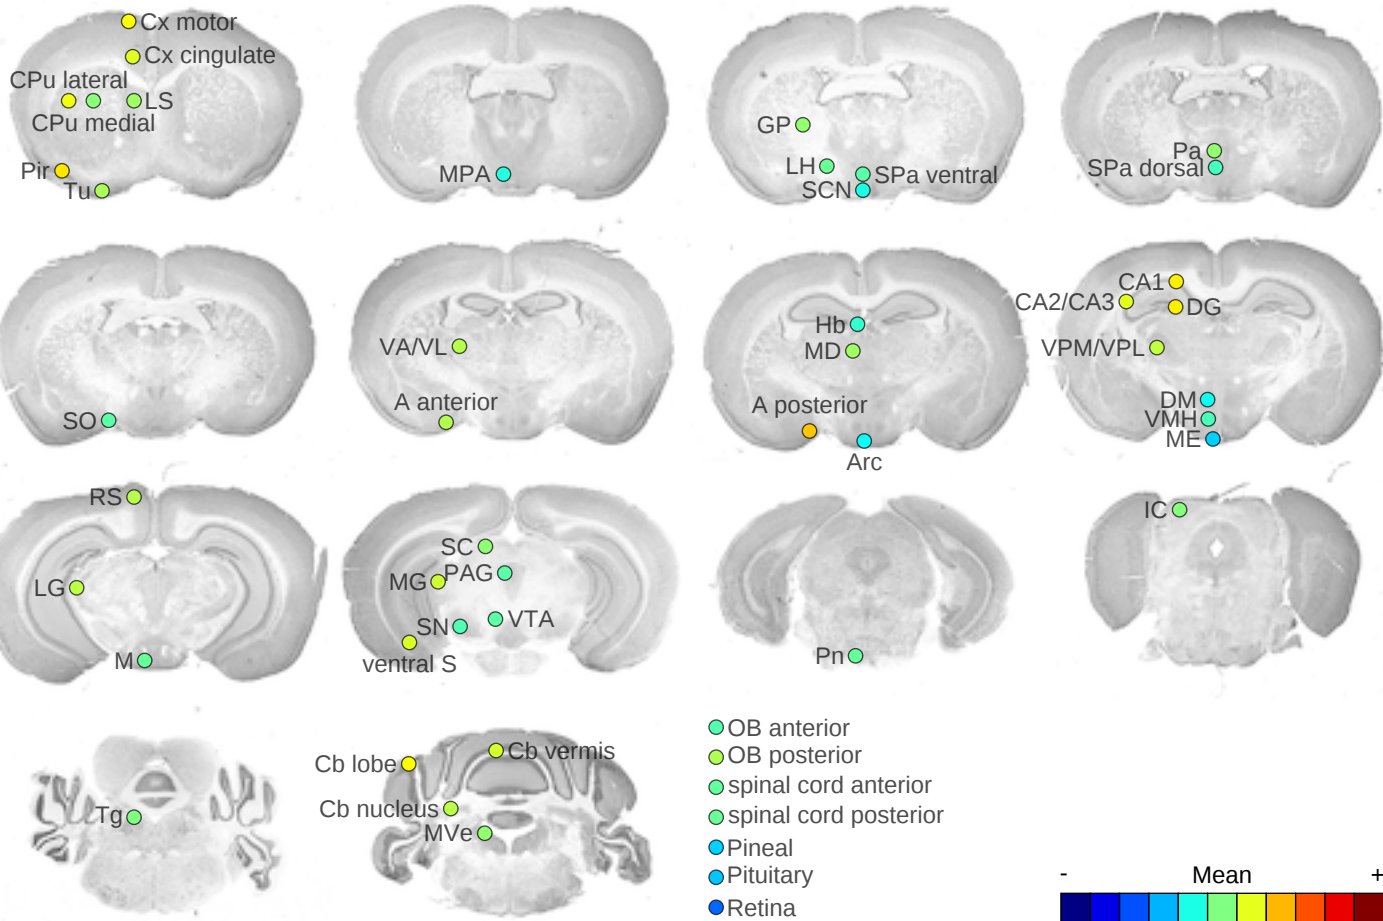 Cx motor
Cx cingulate
CPu lateral
LS
CPu medial
Pir
Tu
MPA
GP
LH
SPa ventral
SCN
Pa
SPa dorsal
SO
VA/VL
A anterior
Hb
MD
A posterior
Arc
CA1
CA2/CA3
DG
VPM/VPL
DM
VMH
ME
RS
LG
M
SC
PAG
MG
SN
VTA
ventral S
Pn
IC
Tg
Cb lobe
Cb vermis
Cb nucleus
MVe
OB anterior
OB posterior
spinal cord anterior
spinal cord posterior
Pineal
Pituitary
Retina
- Mean +